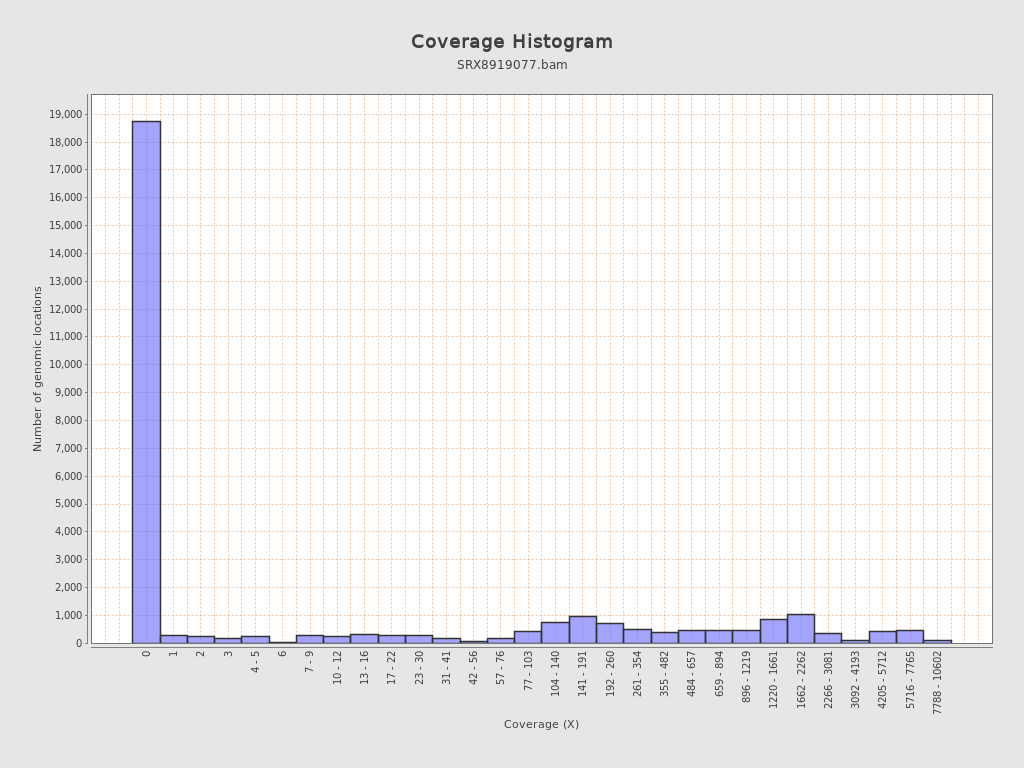 Coverage Histogram
SRX8919077.bam
Number of genomic locations
19,000
18,000
17,000
16,000
15,000
14,000
13,000
12,000
11,000
10,000
9,000
8,000
7,000
6,000
5,000
4,000
3,000
2,000
1,000
0
0
1
2
3
4 - 5
6
7 - 9
10 - 12
13 - 16
17 - 22
23 - 30
31 - 41
42 - 56
57 - 76
77 - 103
104 - 140
141 - 191
192 - 260
261 - 354
355 - 482
484 - 657
659 - 894
896 - 1219
1220 - 1661
1662 - 2262
2266 - 3081
3092 - 4193
4205 - 5712
5716 - 7765
7788 - 10602
Coverage (X)